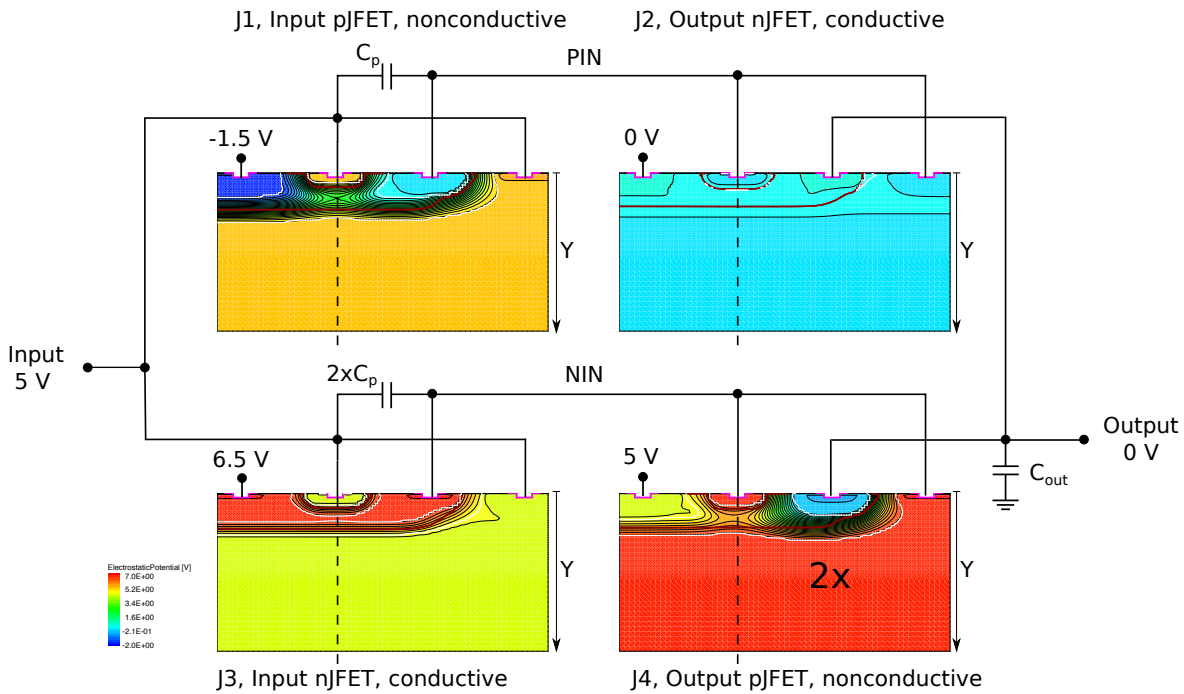 J1, Input pJFET, nonconductive
J2, Output nJFET, conductive
Cp
PIN
-1.5 V
0 V
Y
Y
Input
5 V
2xCp
NIN
6.5 V
5 V
Output
0 V
Cout
2x
Y
Y
ElectrostaticPotential [V]
7.0E+00
5.2E+00
3.4E+00
1.6E+00
-2.1E-01
-2.0E+00
J3, Input nJFET, conductive
J4, Output pJFET, nonconductive